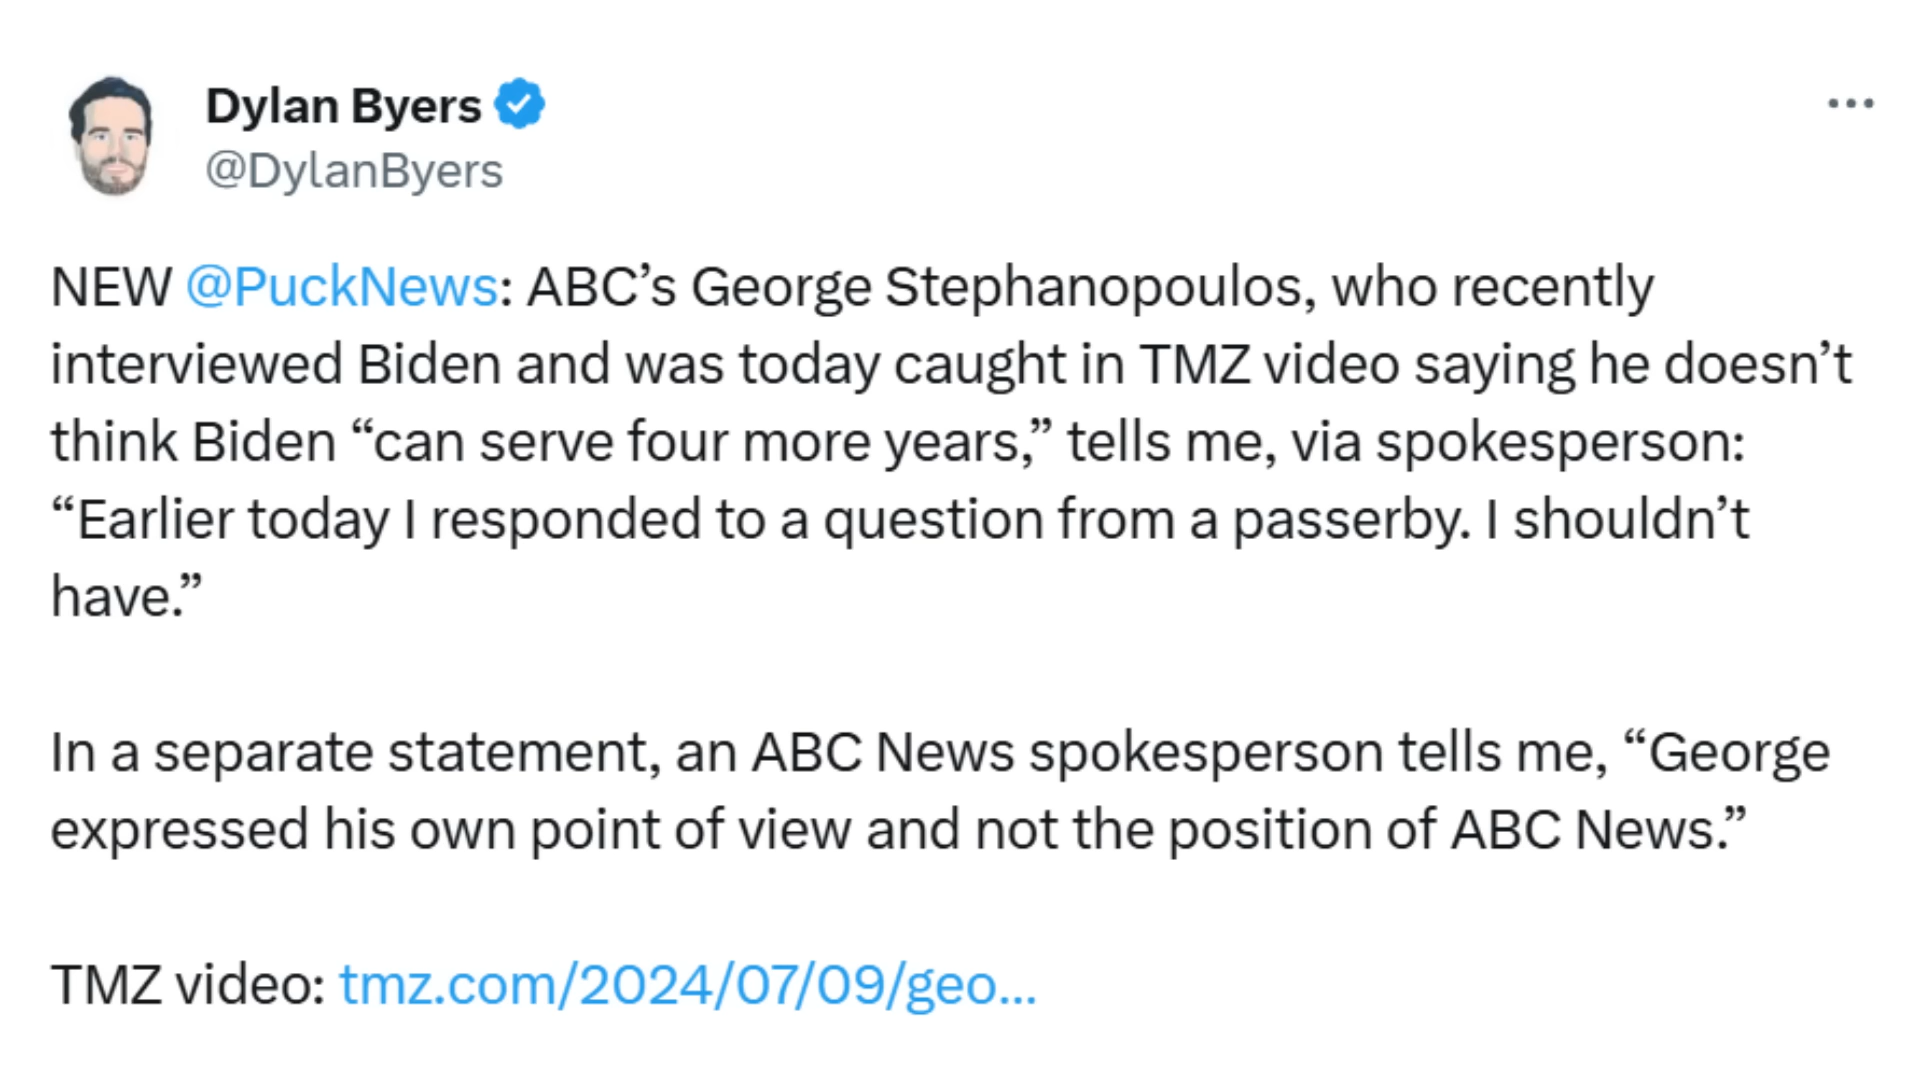 Dylan Byers
@DylanByers
NEW @PuckNews: ABC’s George Stephanopoulos, who recently
interviewed Biden and was today caught in TMZ video saying he doesn’t
think Biden “can serve four more years,” tells me, via spokesperson:
“Earlier today I responded to a question from a passerby. I shouldn’t
have.”
In a separate statement, an ABC News spokesperson tells me, “George
expressed his own point of view and not the position of ABC News.”
TMZ video: tmz.com/2024/07/09/geo…